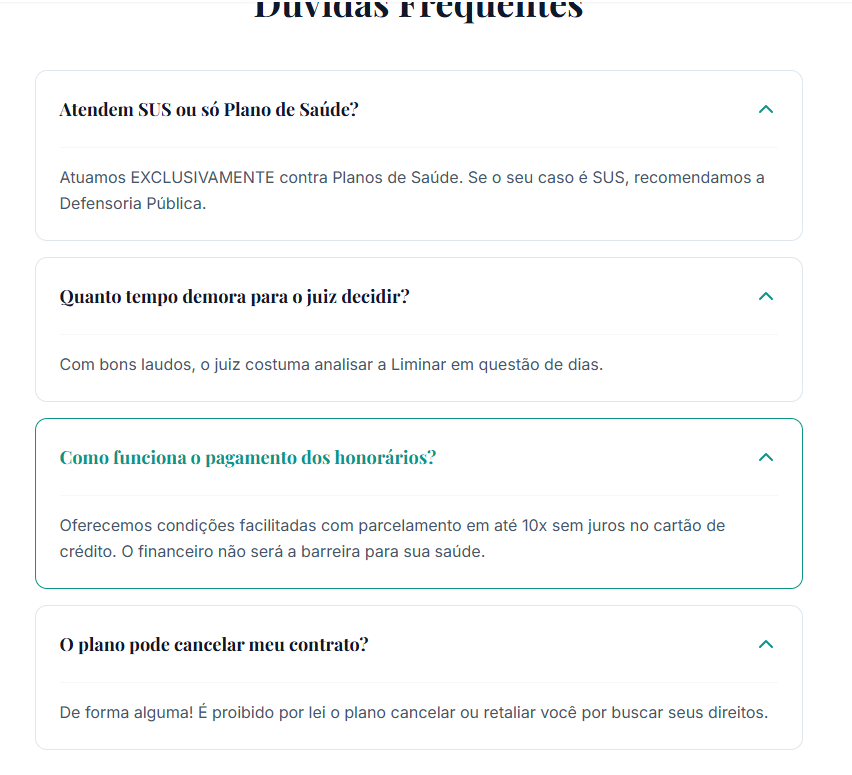 Dúvidas Frequentes
Atendem SUS ou só Plano de Saúde?
Atuamos EXCLUSIVAMENTE contra Planos de Saúde. Se o seu caso é SUS, recomendamos a
Defensoria Pública.
Quanto tempo demora para o juiz decidir?
Com bons laudos, o juiz costuma analisar a Liminar em questão de dias.
Como funciona o pagamento dos honorários?
Oferecemos condições facilitadas com parcelamento em até 10x sem juros no cartão de
crédito. O financeiro não será a barreira para sua saúde.
O plano pode cancelar meu contrato?
De forma alguma! É proibido por lei o plano cancelar ou retaliar você por buscar seus direitos.